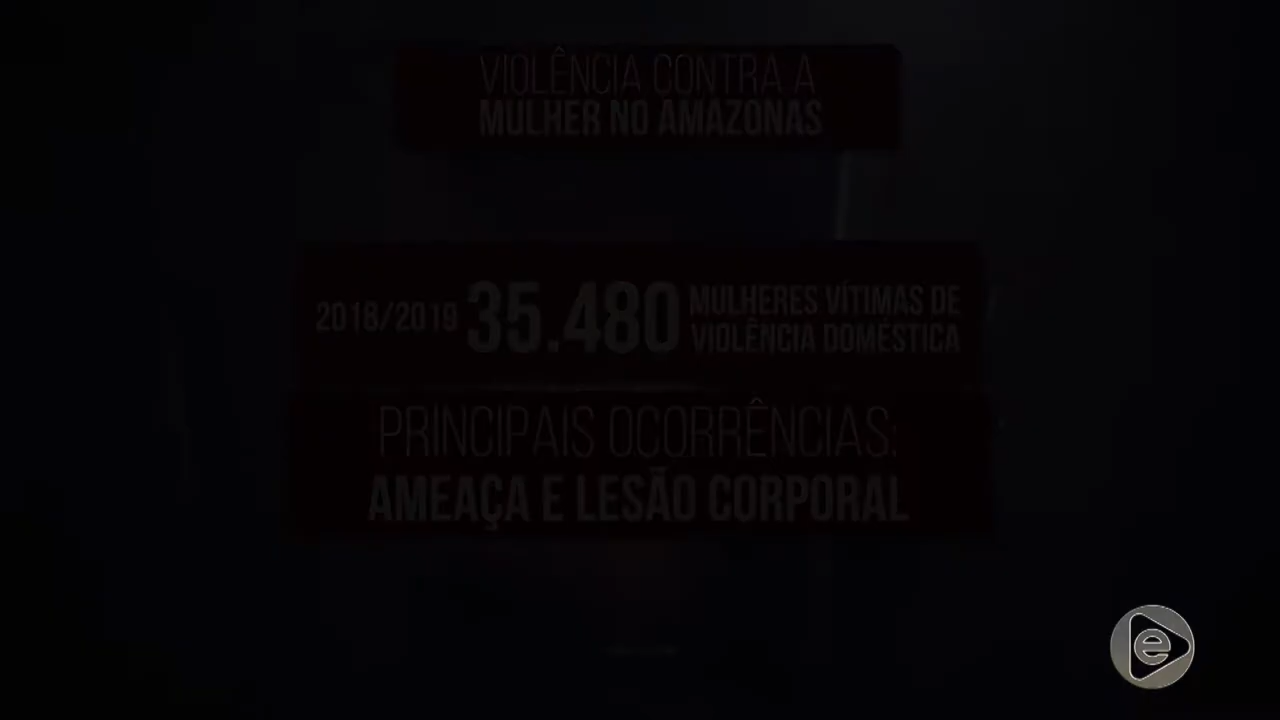 VIOLÊNCIA CONTRA A
MULHER NO AMAZONAS
2018/2019 35.480 MULHERES VÍTIMAS DE
VIOLÊNCIA DOMÉSTICA
PRINCIPAIS OCORRÊNCIAS:
AMEAÇA E LESÃO CORPORAL
e